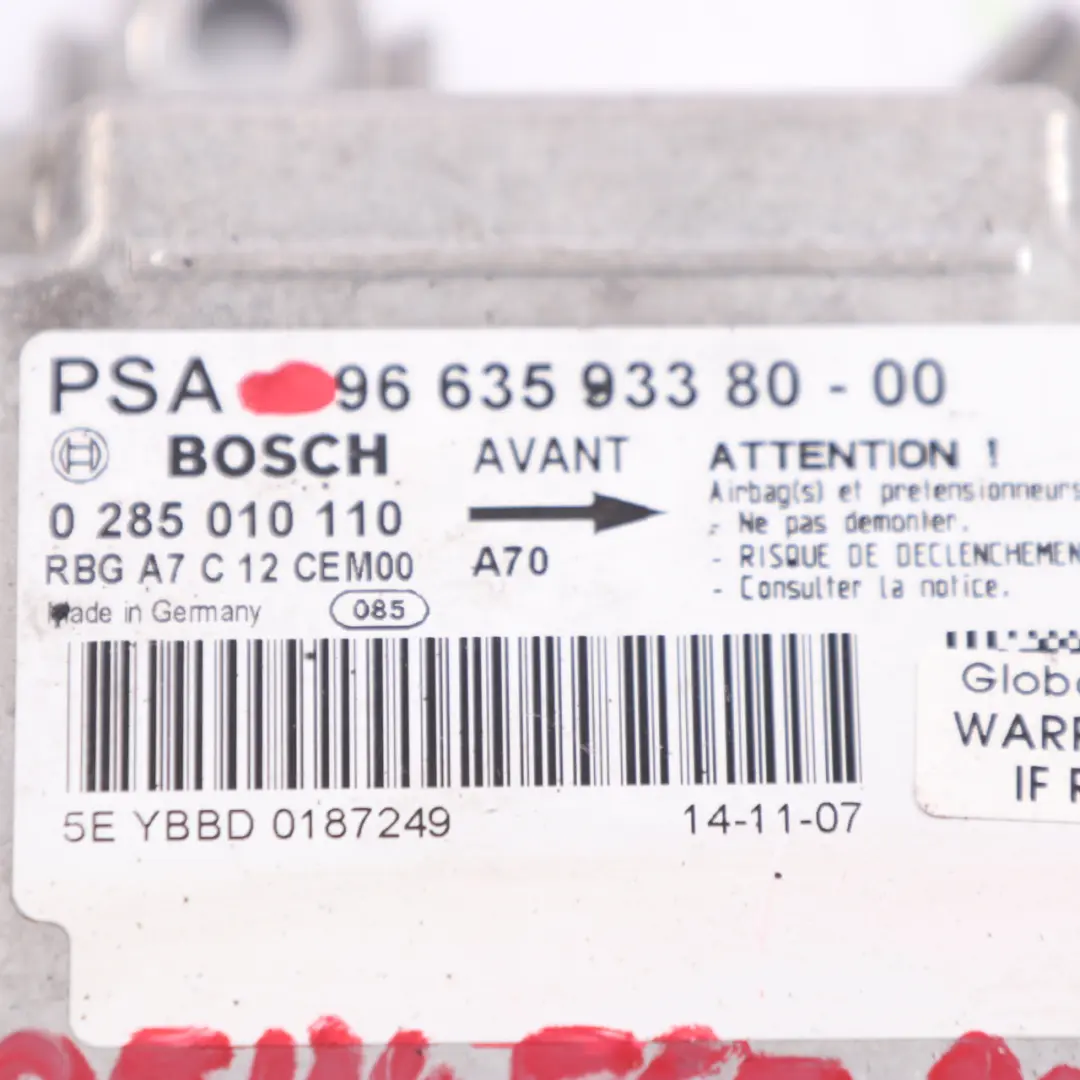 PSA 96 635 933 80 - 00
BOSCH AVANT
0 285 010 110
RBG A7 C 12 CEM00 A70
Made in Germany 085
ATTENTION !
Airbag(s) et pretensionneurs
- Ne pas demonter.
- RISQUE DE DECLENCHEMEN
- Consulter la notice.
5E YBBD 0187249 14-11-07
Glob
WARR
IF